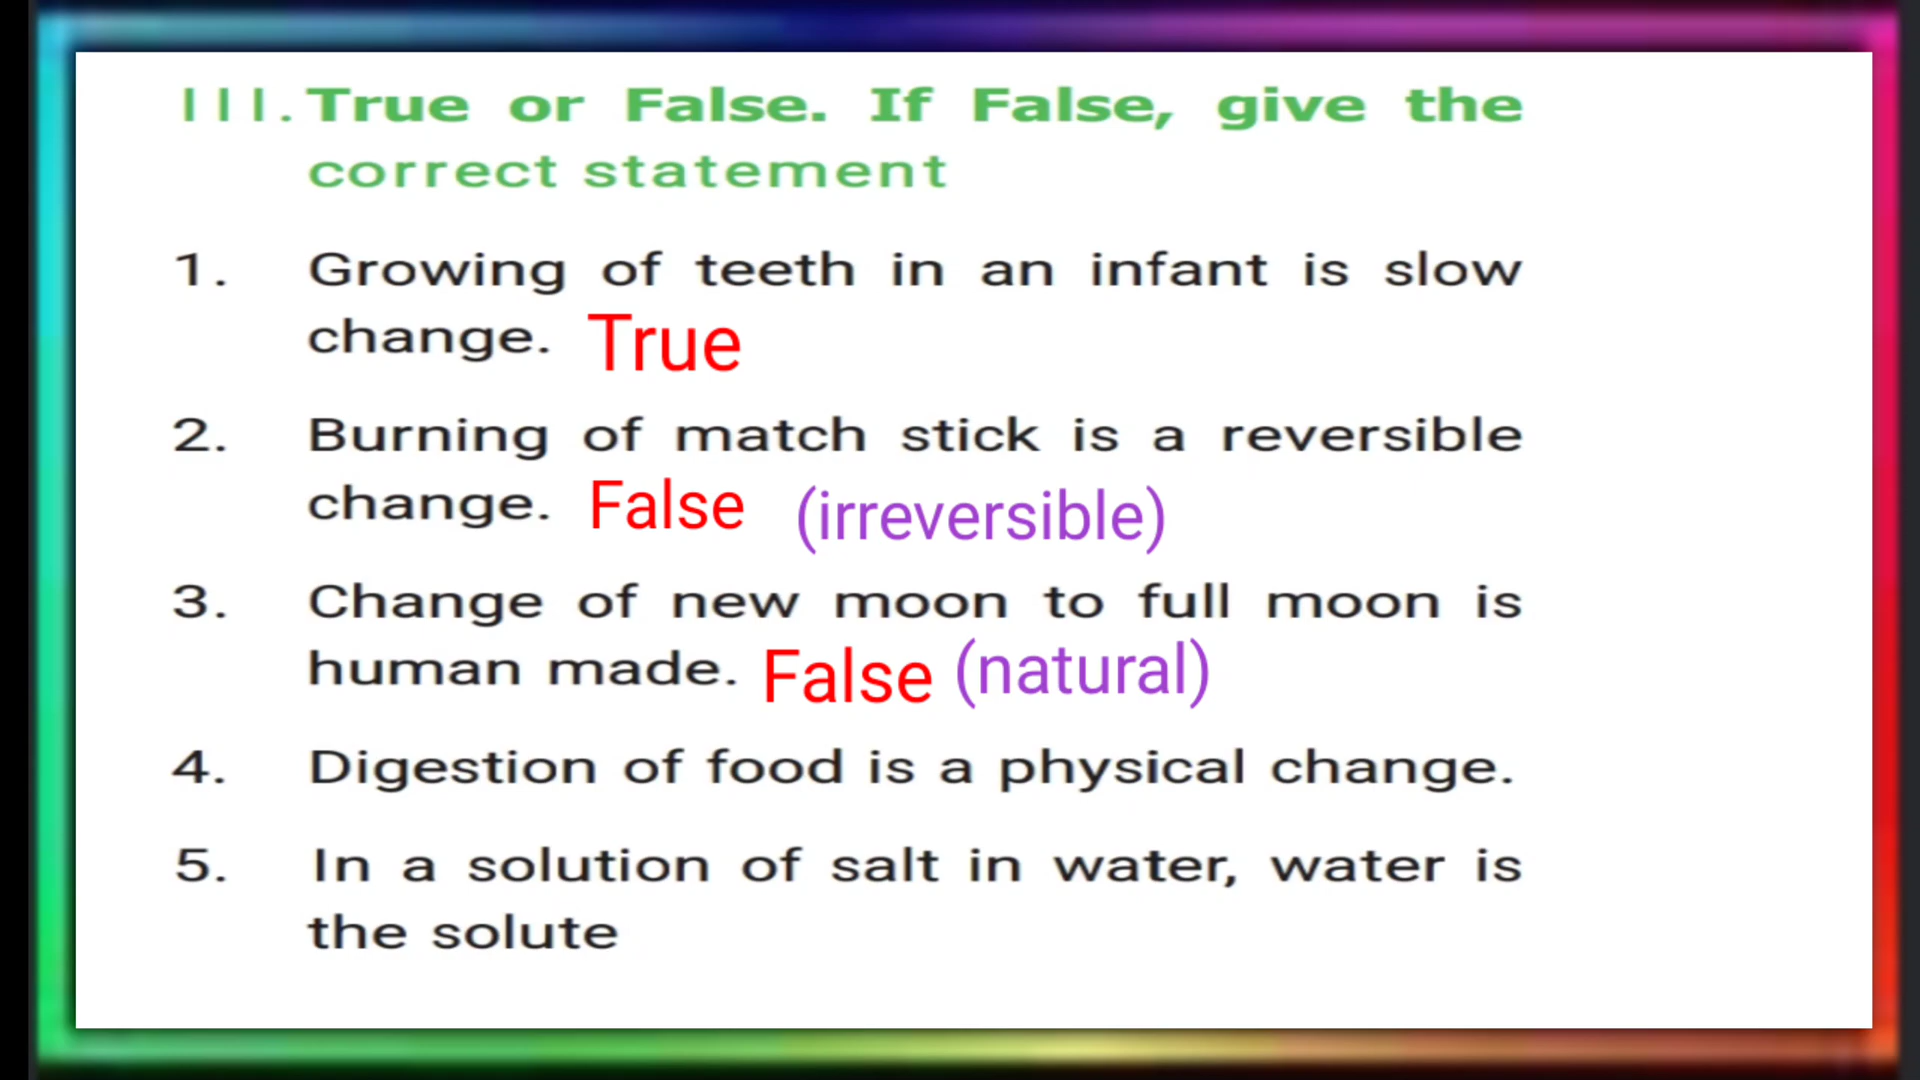 III. True or False. If False, give the
correct statement
1. Growing of teeth in an infant is slow
change. True
2. Burning of match stick is a reversible
change. False (irreversible)
3. Change of new moon to full moon is
human made. False (natural)
4. Digestion of food is a physical change.
5. In a solution of salt in water, water is
the solute